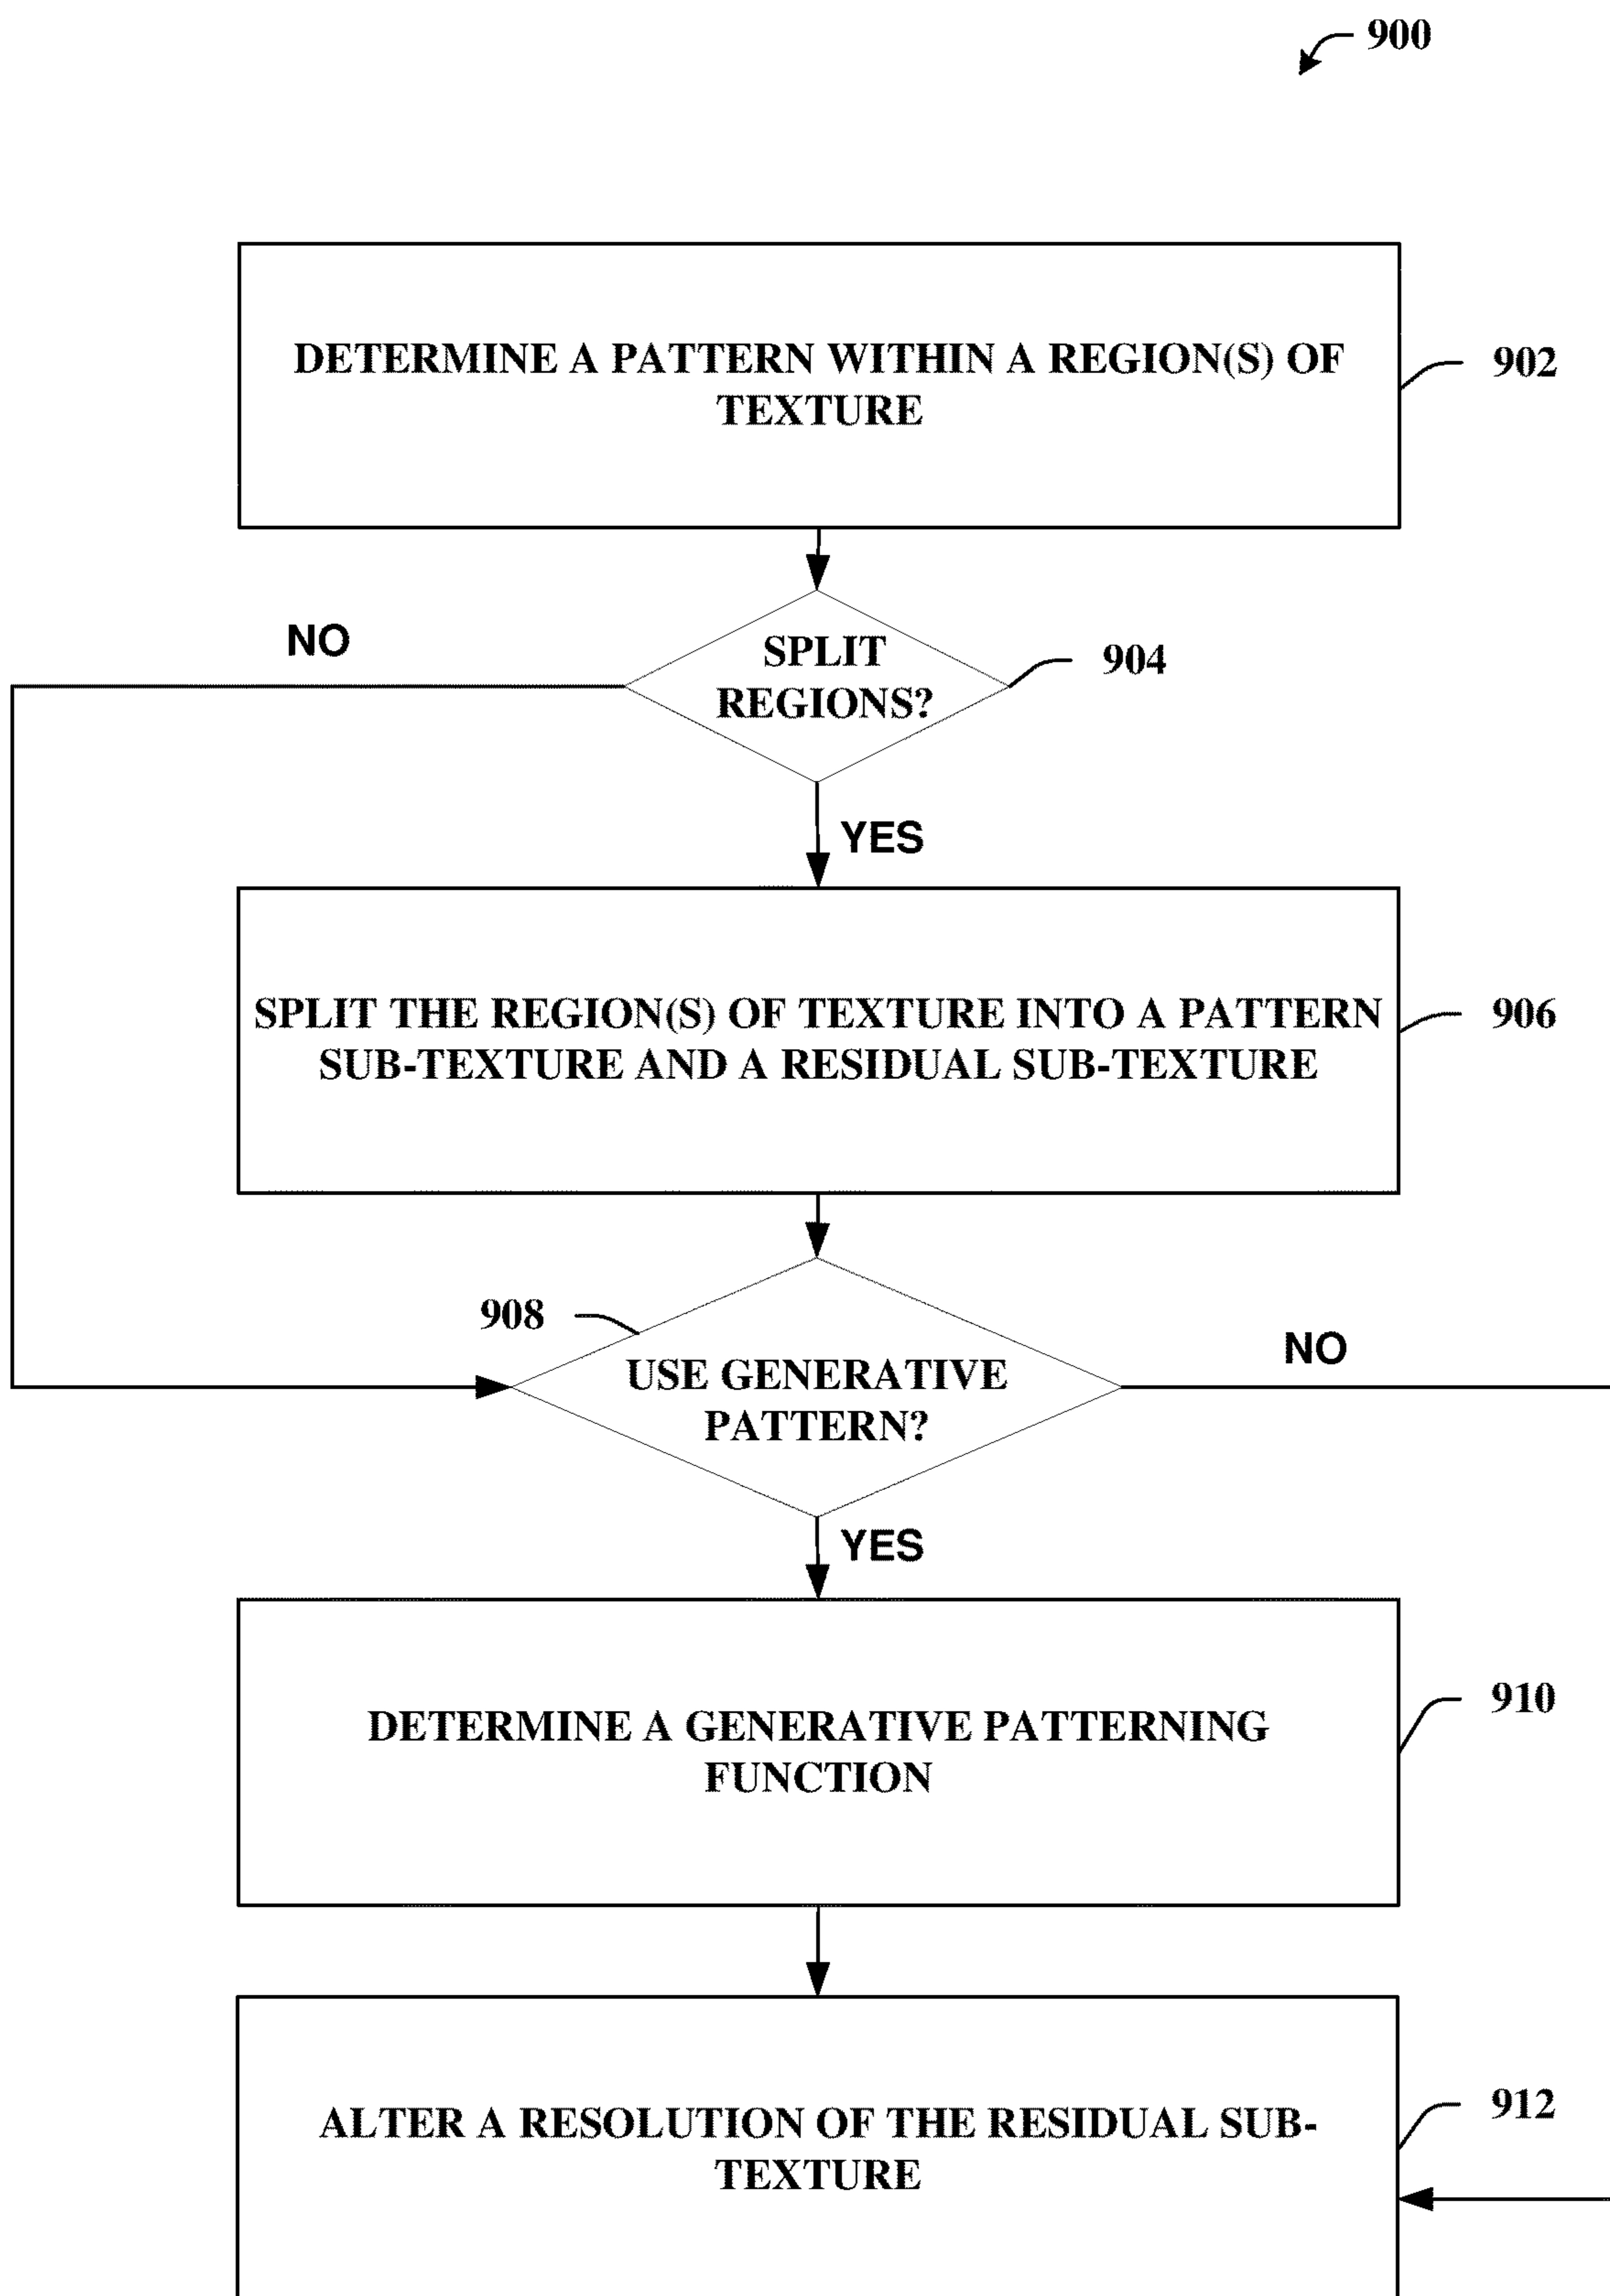 900
DETERMINE A PATTERN WITHIN A REGION(S) OF
TEXTURE
902
NO
SPLIT
REGIONS?
904
YES
SPLIT THE REGION(S) OF TEXTURE INTO A PATTERN
SUB-TEXTURE AND A RESIDUAL SUB-TEXTURE
906
908
USE GENERATIVE
PATTERN?
NO
YES
DETERMINE A GENERATIVE PATTERNING
FUNCTION
910
ALTER A RESOLUTION OF THE RESIDUAL SUB-
TEXTURE
912